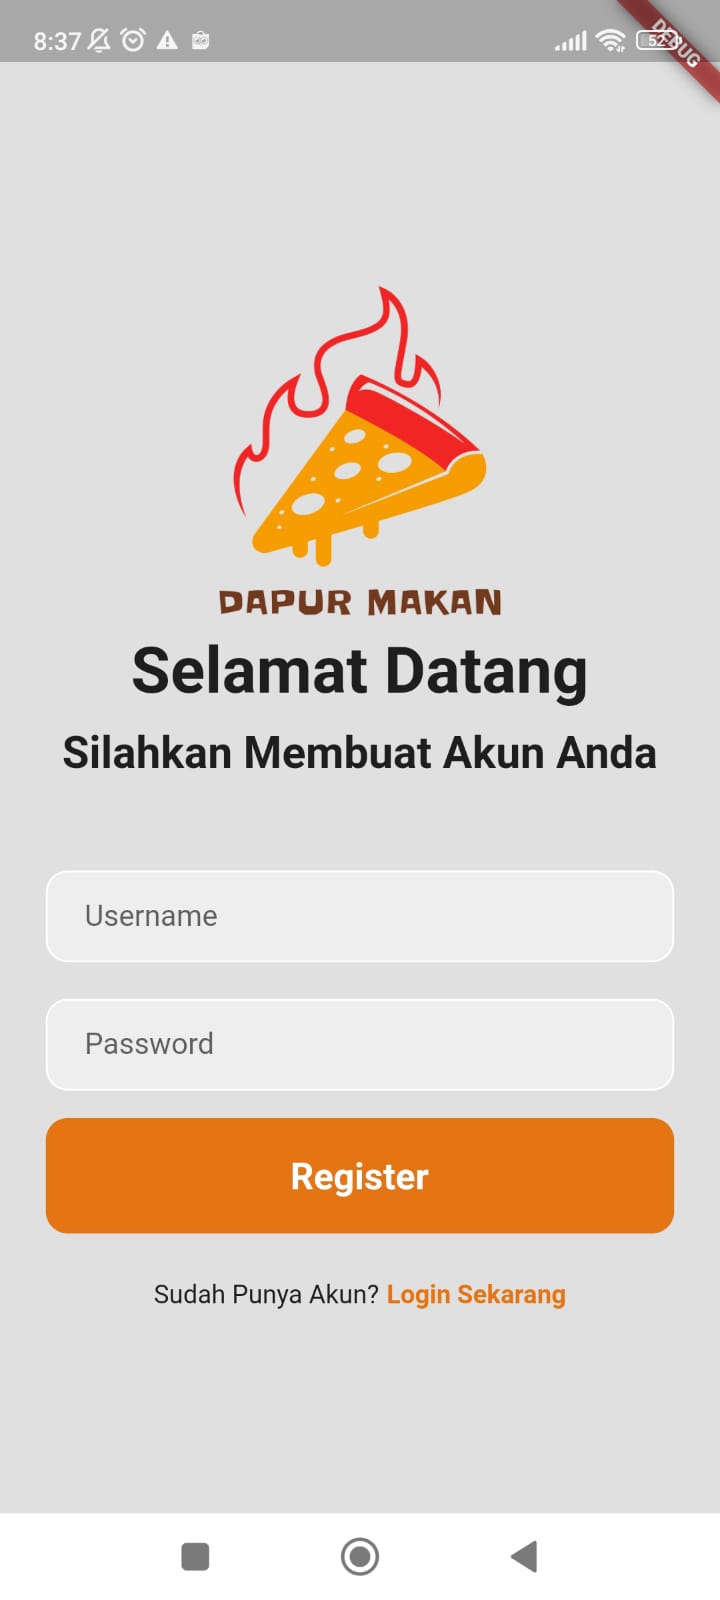 8:37
52
DEBUG
DAPUR MAKAN
Selamat Datang
Silahkan Membuat Akun Anda
Username
Password
Register
Sudah Punya Akun? Login Sekarang